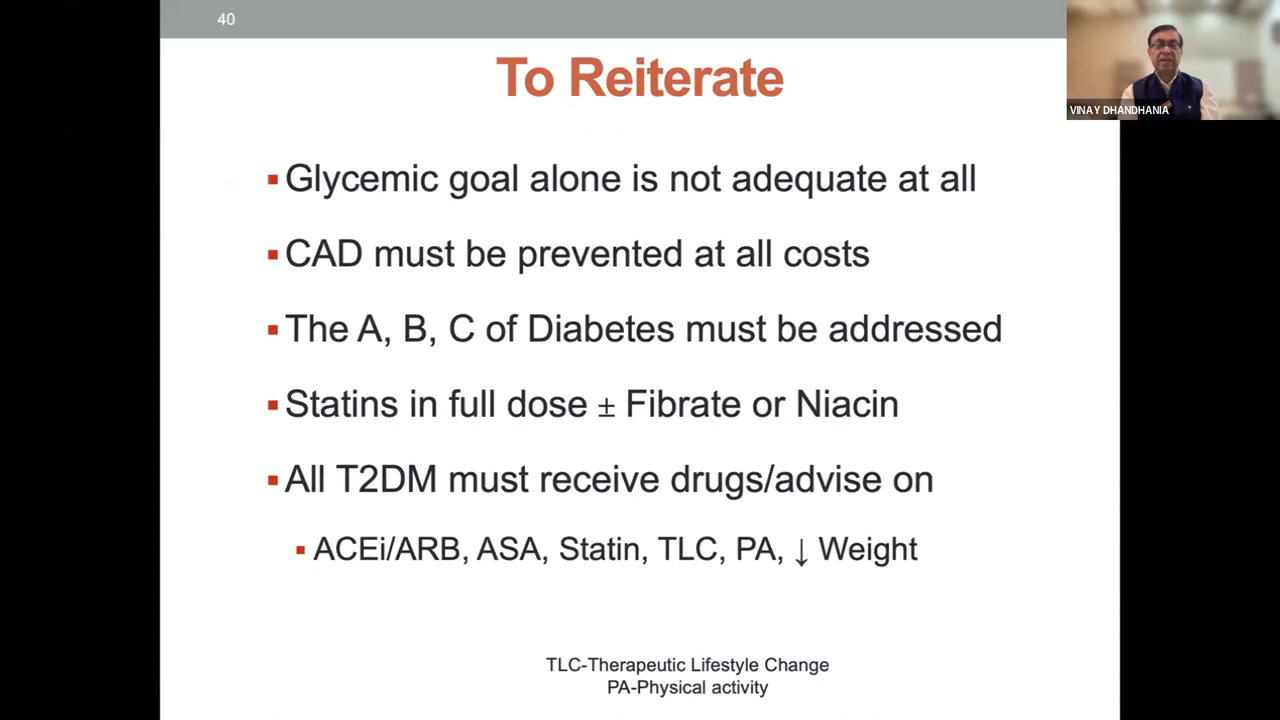 40
VINAY DHANDHANIA
To Reiterate
▪ Glycemic goal alone is not adequate at all
▪ CAD must be prevented at all costs
▪ The A, B, C of Diabetes must be addressed
▪ Statins in full dose ± Fibrate or Niacin
▪ All T2DM must receive drugs/advise on
▪ ACEi/ARB, ASA, Statin, TLC, PA, ↓ Weight
TLC-Therapeutic Lifestyle Change
PA-Physical activity